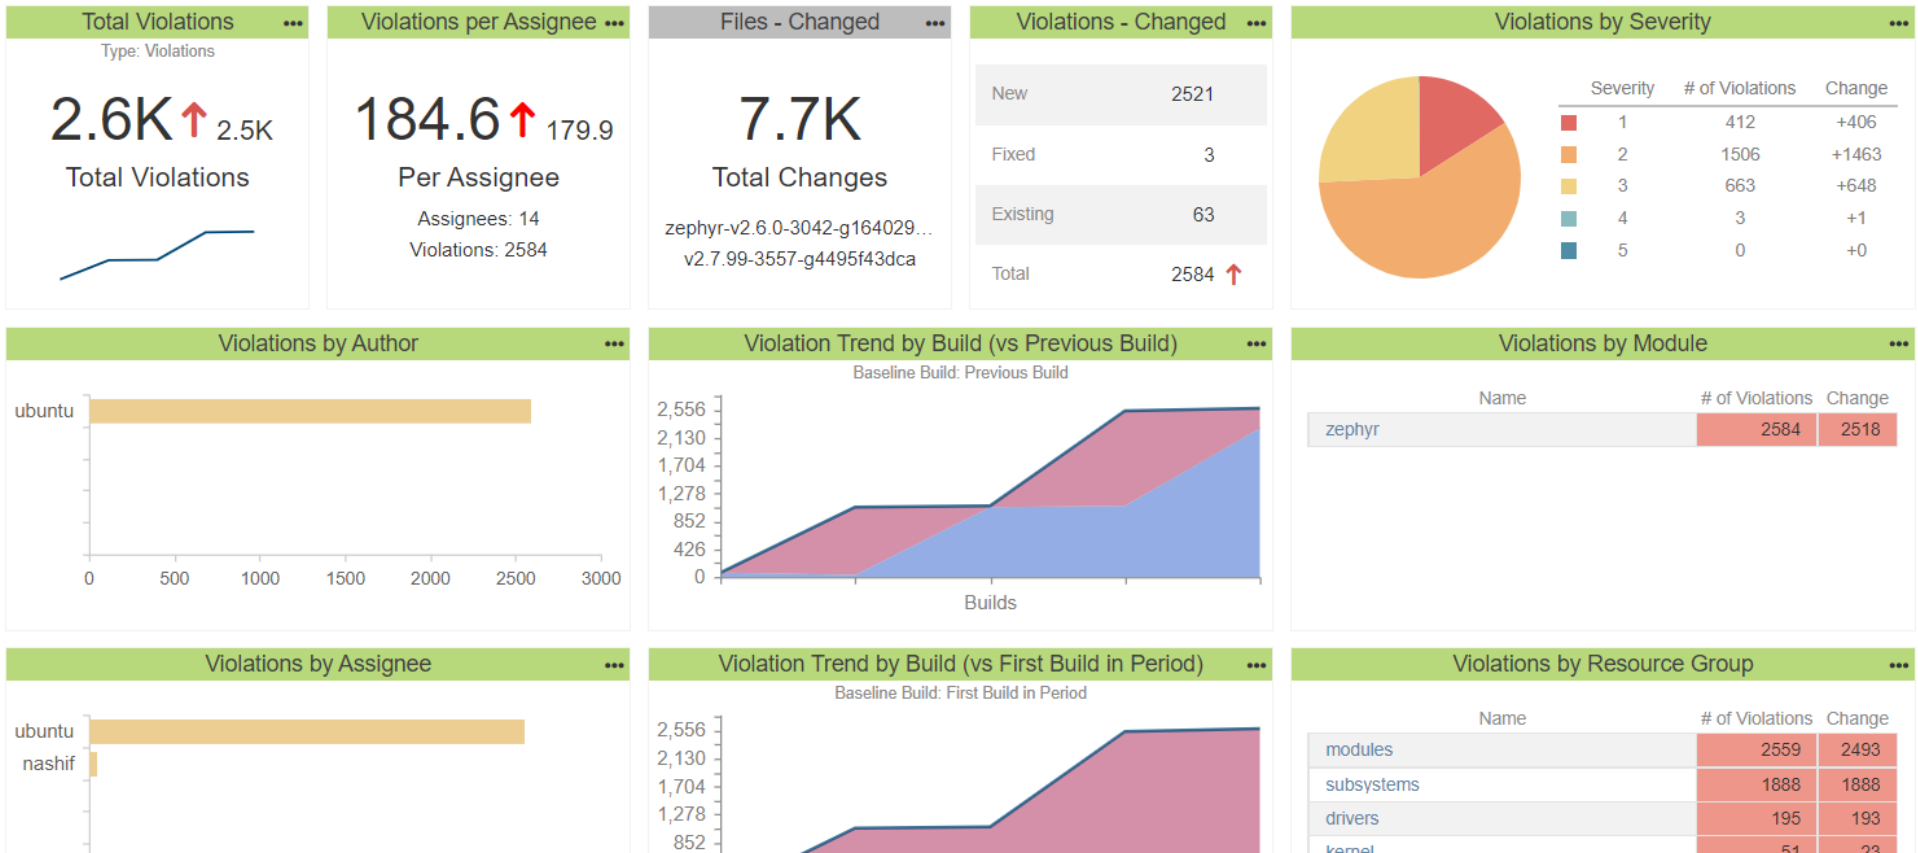 Total Violations •••
Type: Violations
2.6K 2.5K
Total Violations
Violations per Assignee •••
184.6 179.9
Per Assignee
Assignees: 14
Violations: 2584
Files - Changed •••
7.7K
Total Changes
zephyr-v2.6.0-3042-g164029...
v2.7.99-3557-g4495f43dca
Violations - Changed •••
New 2521
Fixed 3
Existing 63
Total 2584
Violations by Severity •••
Severity # of Violations Change
1 412 +406
2 1506 +1463
3 663 +648
4 3 +1
5 0 +0
Violations by Author •••
ubuntu
0 500 1000 1500 2000 2500 3000
Violation Trend by Build (vs Previous Build) •••
Baseline Build: Previous Build
2,556
2,130
1,704
1,278
852
426
0
Builds
Violations by Module •••
Name # of Violations Change
zephyr 2584 2518
Violations by Assignee •••
ubuntu
nashif
Violation Trend by Build (vs First Build in Period) •••
Baseline Build: First Build in Period
2,556
2,130
1,704
1,278
852
Violations by Resource Group •••
Name # of Violations Change
modules 2559 2493
subsystems 1888 1888
drivers 195 193
kernel 51 23